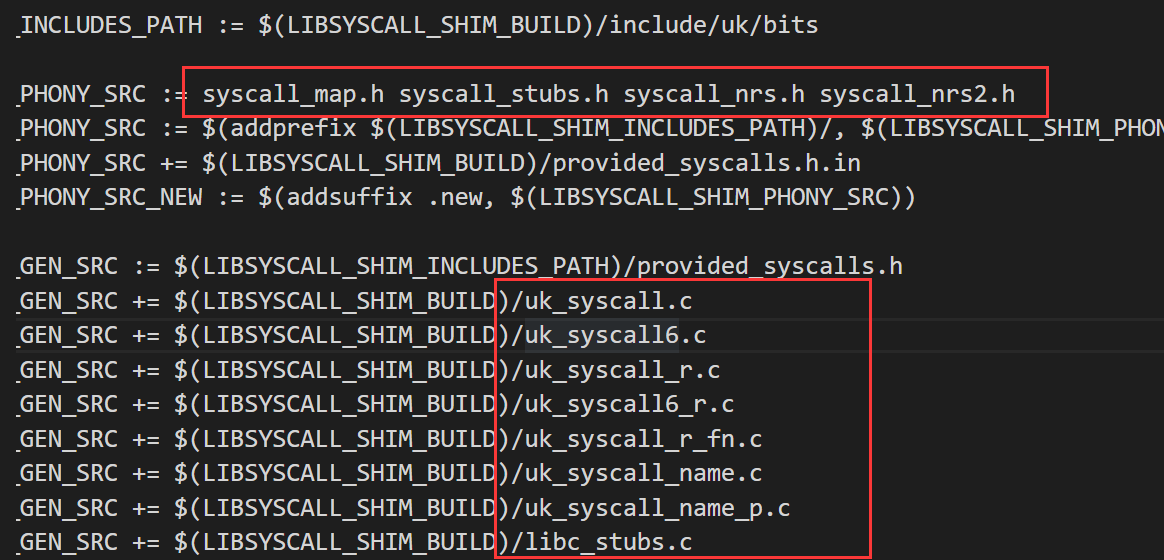 _INCLUDES_PATH := $(LIBSYSCALL_SHIM_BUILD)/include/uk/bits
_PHONY_SRC := syscall_map.h syscall_stubs.h syscall_nrs.h syscall_nrs2.h
_PHONY_SRC := $(addprefix $(LIBSYSCALL_SHIM_INCLUDES_PATH)/, $(LIBSYSCALL_SHIM_PHON
_PHONY_SRC += $(LIBSYSCALL_SHIM_BUILD)/provided_syscalls.h.in
_PHONY_SRC_NEW := $(addsuffix .new, $(LIBSYSCALL_SHIM_PHONY_SRC))
_GEN_SRC := $(LIBSYSCALL_SHIM_INCLUDES_PATH)/provided_syscalls.h
_GEN_SRC += $(LIBSYSCALL_SHIM_BUILD)/uk_syscall.c
_GEN_SRC += $(LIBSYSCALL_SHIM_BUILD)/uk_syscall6.c
_GEN_SRC += $(LIBSYSCALL_SHIM_BUILD)/uk_syscall_r.c
_GEN_SRC += $(LIBSYSCALL_SHIM_BUILD)/uk_syscall6_r.c
_GEN_SRC += $(LIBSYSCALL_SHIM_BUILD)/uk_syscall_r_fn.c
_GEN_SRC += $(LIBSYSCALL_SHIM_BUILD)/uk_syscall_name.c
_GEN_SRC += $(LIBSYSCALL_SHIM_BUILD)/uk_syscall_name_p.c
_GEN_SRC += $(LIBSYSCALL_SHIM_BUILD)/libc_stubs.c